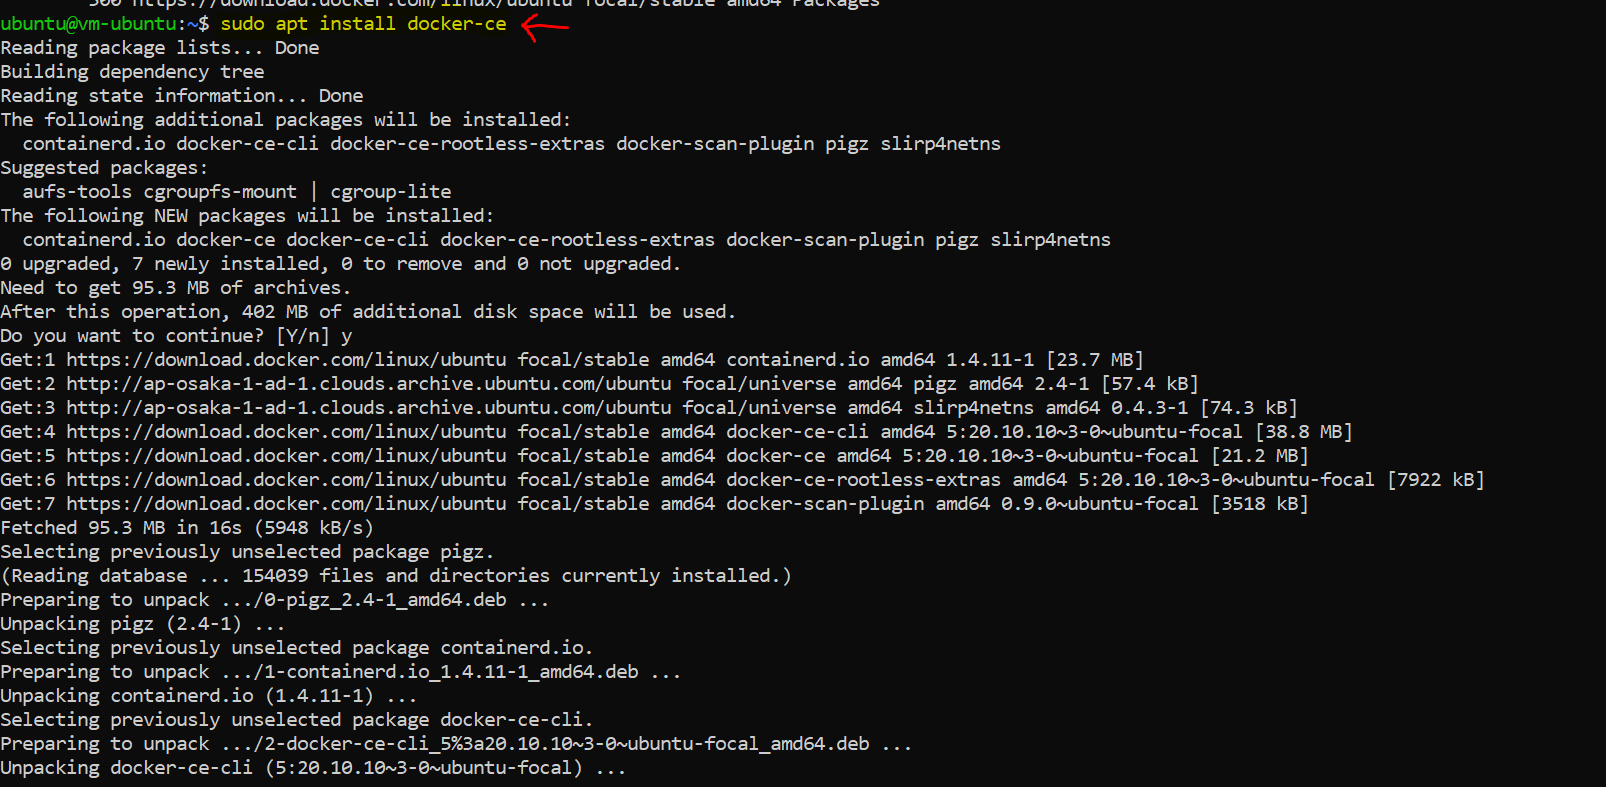 500 https://download.docker.com/linux/ubuntu focal/stable amd64 Packages
ubuntu@vm-ubuntu:~$ sudo apt install docker-ce
Reading package lists... Done
Building dependency tree
Reading state information... Done
The following additional packages will be installed:
  containerd.io docker-ce-cli docker-ce-rootless-extras docker-scan-plugin pigz slirp4netns
Suggested packages:
  aufs-tools cgroupfs-mount | cgroup-lite
The following NEW packages will be installed:
  containerd.io docker-ce docker-ce-cli docker-ce-rootless-extras docker-scan-plugin pigz slirp4netns
0 upgraded, 7 newly installed, 0 to remove and 0 not upgraded.
Need to get 95.3 MB of archives.
After this operation, 402 MB of additional disk space will be used.
Do you want to continue? [Y/n] y
Get:1 https://download.docker.com/linux/ubuntu focal/stable amd64 containerd.io amd64 1.4.11-1 [23.7 MB]
Get:2 http://ap-osaka-1-ad-1.clouds.archive.ubuntu.com/ubuntu focal/universe amd64 pigz amd64 2.4-1 [57.4 kB]
Get:3 http://ap-osaka-1-ad-1.clouds.archive.ubuntu.com/ubuntu focal/universe amd64 slirp4netns amd64 0.4.3-1 [74.3 kB]
Get:4 https://download.docker.com/linux/ubuntu focal/stable amd64 docker-ce-cli amd64 5:20.10.10~3-0~ubuntu-focal [38.8 MB]
Get:5 https://download.docker.com/linux/ubuntu focal/stable amd64 docker-ce amd64 5:20.10.10~3-0~ubuntu-focal [21.2 MB]
Get:6 https://download.docker.com/linux/ubuntu focal/stable amd64 docker-ce-rootless-extras amd64 5:20.10.10~3-0~ubuntu-focal [7922 kB]
Get:7 https://download.docker.com/linux/ubuntu focal/stable amd64 docker-scan-plugin amd64 0.9.0~ubuntu-focal [3518 kB]
Fetched 95.3 MB in 16s (5948 kB/s)
Selecting previously unselected package pigz.
(Reading database ... 154039 files and directories currently installed.)
Preparing to unpack .../0-pigz_2.4-1_amd64.deb ...
Unpacking pigz (2.4-1) ...
Selecting previously unselected package containerd.io.
Preparing to unpack .../1-containerd.io_1.4.11-1_amd64.deb ...
Unpacking containerd.io (1.4.11-1) ...
Selecting previously unselected package docker-ce-cli.
Preparing to unpack .../2-docker-ce-cli_5%3a20.10.10~3-0~ubuntu-focal_amd64.deb ...
Unpacking docker-ce-cli (5:20.10.10~3-0~ubuntu-focal) ...